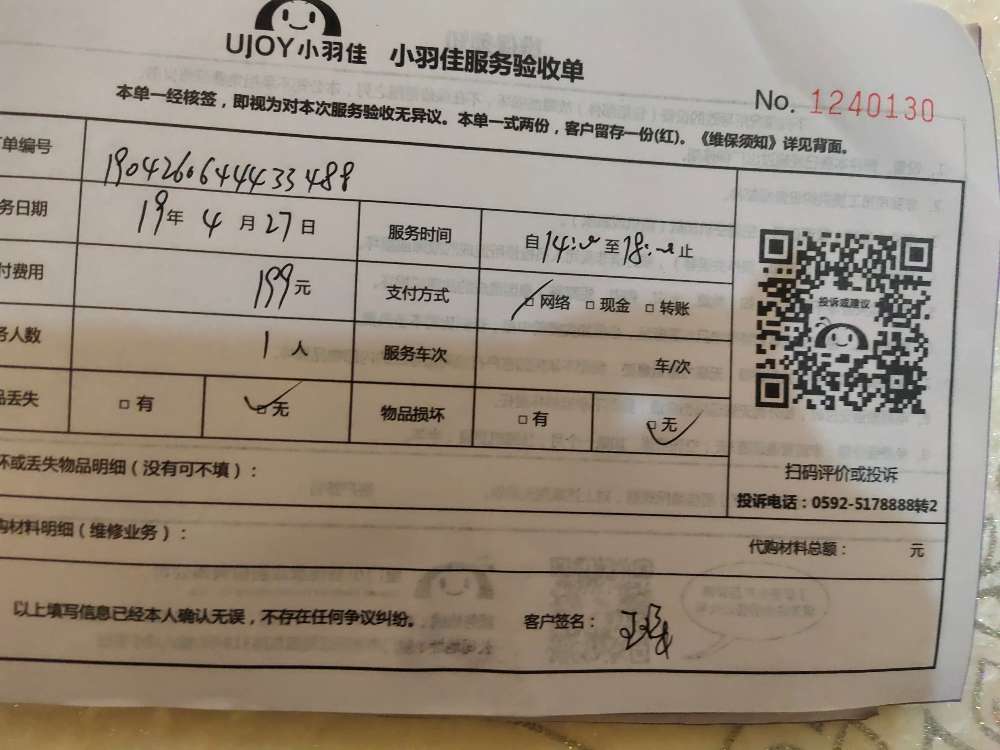 UJOY小羽佳 小羽佳服务验收单
No. 1240130
本单一经核签，即视为对本次服务验收无异议。本单一式两份，客户留存一份(红)。《维保须知》详见背面。
单编号 190426064443​3488
务日期 19年 4月 27日 服务时间 自14:00至18:00止
付费用 199元 支付方式 □网络 □现金 □转账
务人数 1人 服务车次 车/次
品丢失 □有 □无 物品损坏 □有 □无
投诉或建议
扫码评价或投诉
投诉电话：0592-5178888转2
坏或丢失物品明细（没有可不填）：
购材料明细（维修业务）： 代购材料总额： 元
以上填写信息已经本人确认无误，不存在任何争议纠纷。 客户签名：